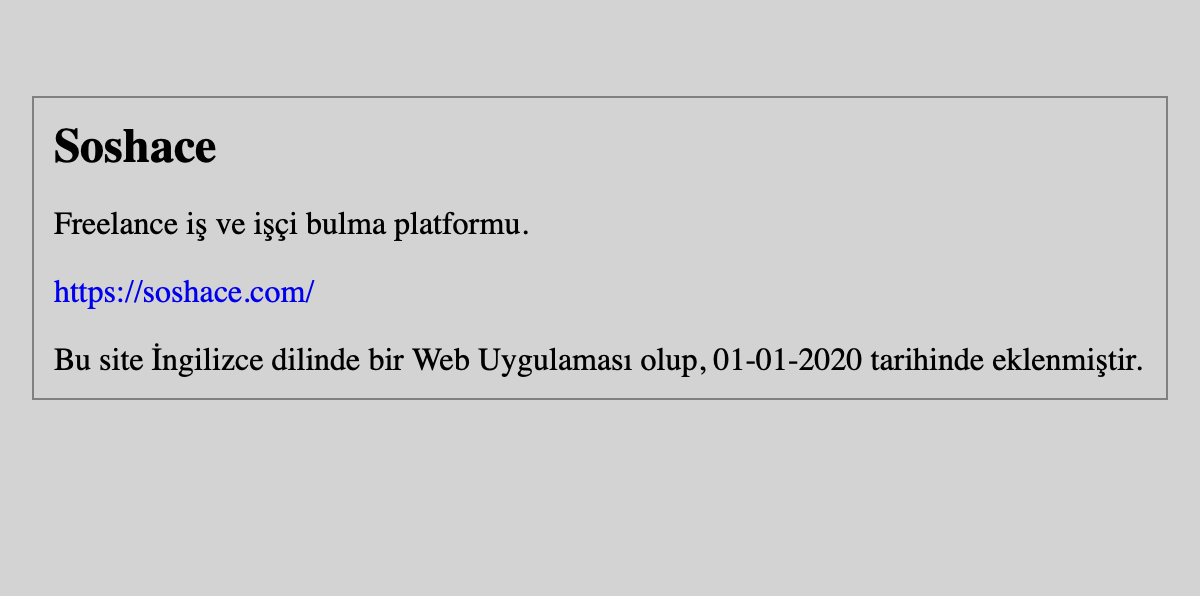 Soshace
Freelance iş ve işçi bulma platformu.
https://soshace.com/
Bu site İngilizce dilinde bir Web Uygulaması olup, 01-01-2020 tarihinde eklenmiştir.